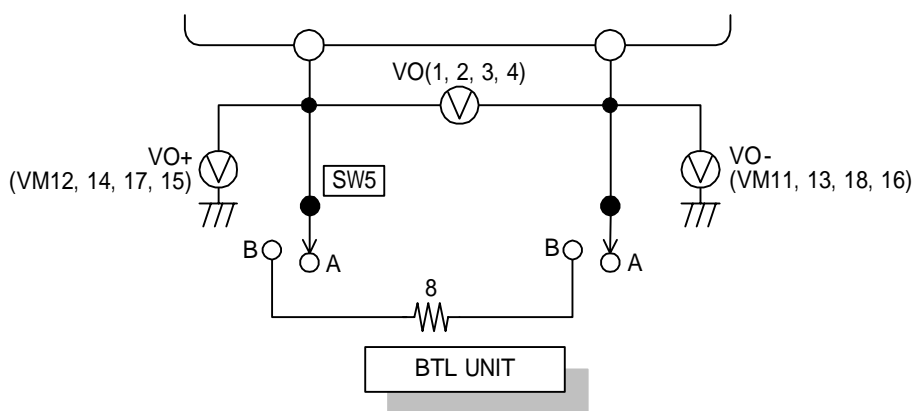 VO(1, 2, 3, 4)
VO+
(VM12, 14, 17, 15)
SW5
VO-
(VM11, 13, 18, 16)
V
V
V
B
A
B
A
8
BTL UNIT